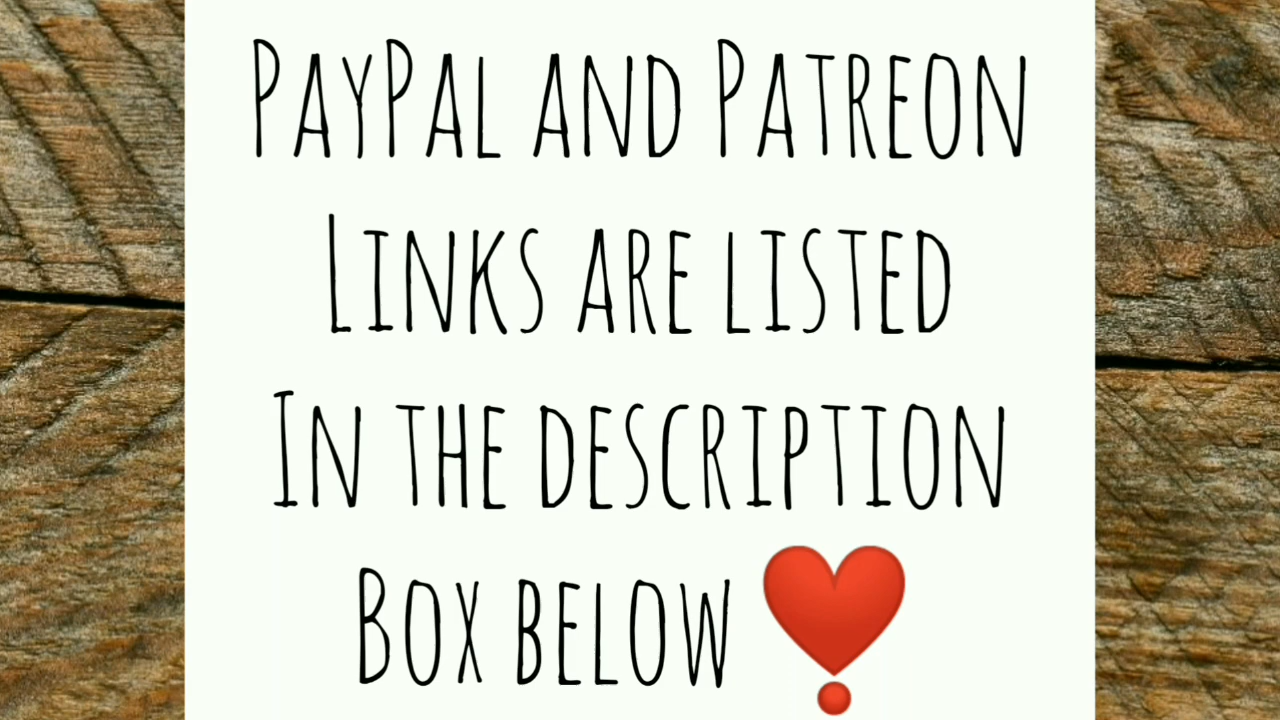 PayPal and Patreon
Links are listed
In the description
Box below ❣️